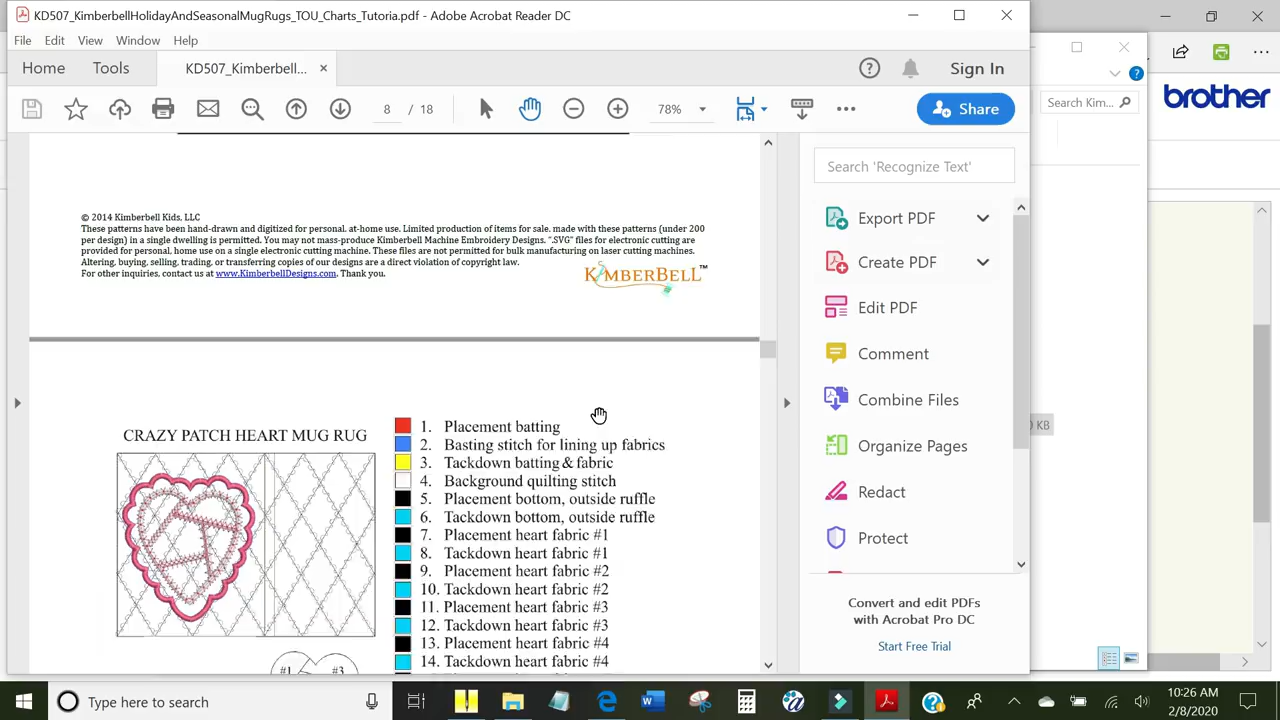 KD507_KimberbellHolidayAndSeasonalMugRugs_TOU_Charts_Tutoria.pdf - Adobe Acrobat Reader DC
File Edit View Window Help
Home Tools KD507_Kimberbell... × Sign In
8 / 18 78% Share
Search Kim...
brother
Search 'Recognize Text'
Export PDF
Create PDF
Edit PDF
Comment
Combine Files
Organize Pages
Redact
Protect
Convert and edit PDFs
with Acrobat Pro DC
Start Free Trial
© 2014 Kimberbell Kids, LLC
These patterns have been hand-drawn and digitized for personal, at-home use. Limited production of items for sale, made with these patterns (under 200
per design) in a single dwelling is permitted. You may not mass-produce Kimberbell Machine Embroidery Designs. ".SVG" files for electronic cutting are
provided for personal, home use on a single electronic cutting machine. These files are not permitted for bulk manufacturing on laser cutting machines.
Altering, buying, selling, trading, or transferring copies of our designs are a direct violation of copyright law.
For other inquiries, contact us at www.KimberbellDesigns.com. Thank you.
KIMBERBELL™
CRAZY PATCH HEART MUG RUG
#1 #3
1. Placement batting
2. Basting stitch for lining up fabrics
3. Tackdown batting & fabric
4. Background quilting stitch
5. Placement bottom, outside ruffle
6. Tackdown bottom, outside ruffle
7. Placement heart fabric #1
8. Tackdown heart fabric #1
9. Placement heart fabric #2
10. Tackdown heart fabric #2
11. Placement heart fabric #3
12. Tackdown heart fabric #3
13. Placement heart fabric #4
14. Tackdown heart fabric #4
0 KB
Type here to search
10:26 AM
2/8/2020